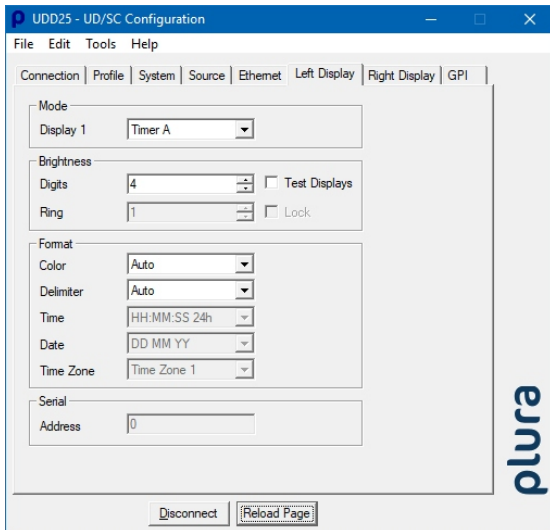 UDD25 - UD/SC Configuration
File Edit Tools Help
Connection Profile System Source Ethernet Left Display Right Display GPI
Mode
Display 1 Timer A
Brightness
Digits 4 Test Displays
Ring 1 Lock
Format
Color Auto
Delimiter Auto
Time HH:MM:SS 24h
Date DD MM YY
Time Zone Time Zone 1
Serial
Address 0
plura
Disconnect Reload Page